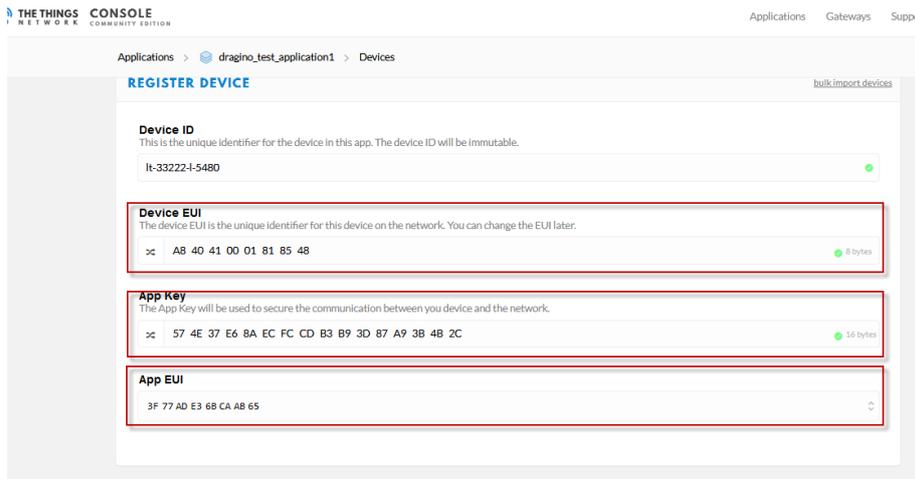 THE THINGS NETWORK CONSOLE COMMUNITY EDITION
Applications Gateways
Applications > dragino_test_application1 > Devices
REGISTER DEVICE bulk import devices
Device ID
This is the unique identifier for the device in this app. The device ID will be immutable.
lt-33222-l-5480
Device EUI
The device EUI is the unique identifier for this device on the network. You can change the EUI later.
A8 40 41 00 01 81 85 48 8 bytes
App Key
The App Key will be used to secure the communication between you device and the network.
57 4E 37 E6 8A EC FC CD B3 B9 3D 87 A9 3B 4B 2C 16 bytes
App EUI
3F 77 AD E3 6B CA AB 65